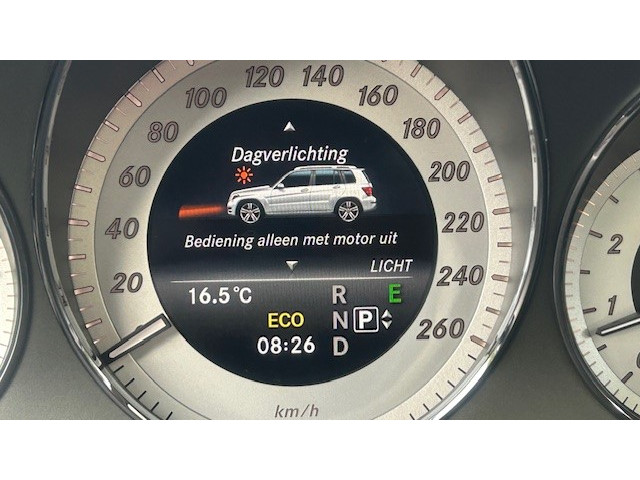 120 140
100 160
80 180
60 200
40 220
20 240
260
Dagverlichting
Bediening alleen met motor uit
LICHT
16.5°C
R E
ECO N P
08:26 D
km/h
2
1